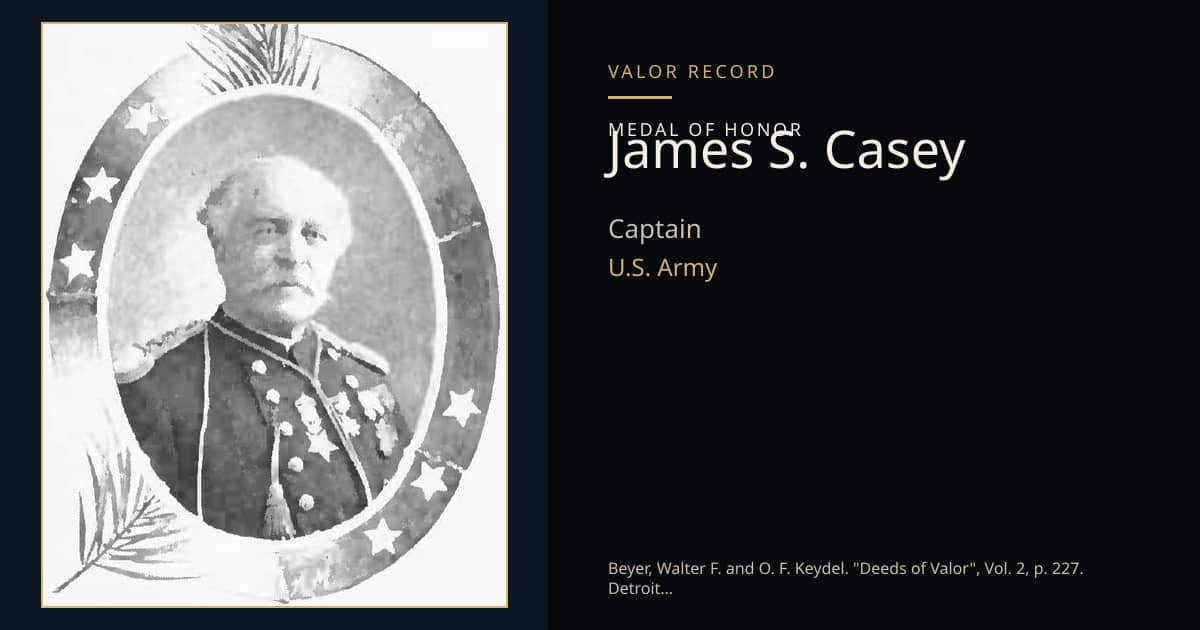 VALOR RECORD
MEDAL OF HONOR
James S. Casey
Captain
U.S. Army
Beyer, Walter F. and O. F. Keydel. "Deeds of Valor", Vol. 2, p. 227.
Detroit...